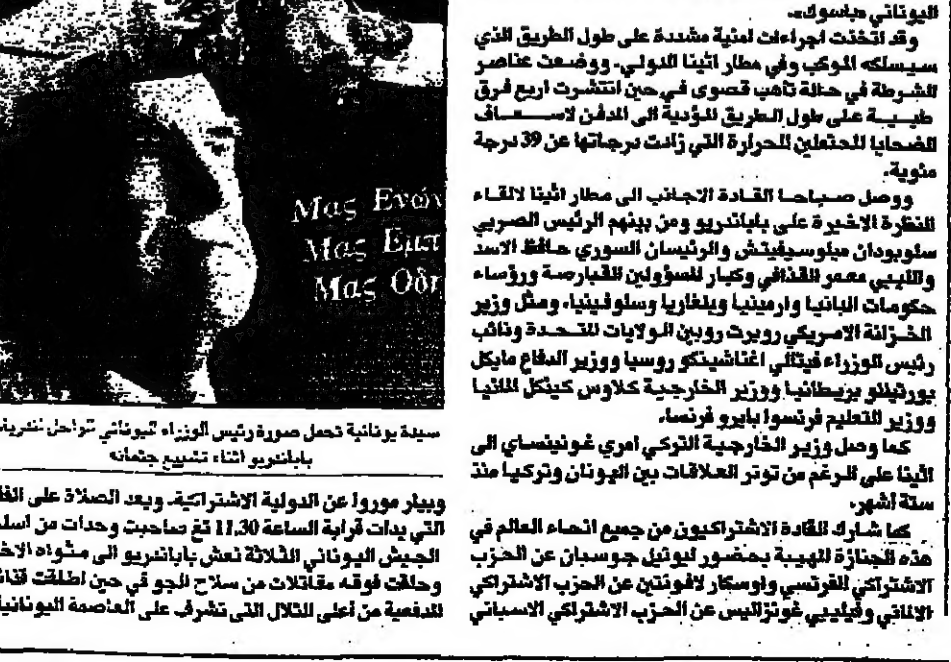 اليوناني «باسوك».
وقد اتخذت اجراءات امنية مشددة على طول الطريق الذي
سيسلكه الموكب وفي مطار اثينا الدولي. ووضعت عناصر
الشرطة في حالة تأهب قصوى في حين انتشرت اربع فرق
طبية على طول الطريق المؤدية الى المدفن لاسعاف
الضحايا المحتملين للحرارة التي زادت درجاتها عن 39 درجة
مئوية.
ووصل صباحا القادة الاجانب الى مطار اثينا لالقاء
النظرة الاخيرة على باباندريو ومن بينهم الرئيس الصربي
سلوبودان ميلوسيفيتش والرئيسان السوري حافظ الاسد
والليبي معمر القذافي وكبار المسؤولين القبارصة ورؤساء
حكومات البانيا وارمينيا وبلغاريا وسلوفينيا. ومثل وزير
الخزانة الامريكي روبرت روبن الولايات المتحدة ونائب
رئيس الوزراء فيتالي اغناشينكو روسيا ووزير الدفاع مايكل
بورتيللو بريطانيا ووزير الخارجية كلاوس كينكل المانيا
ووزير التعليم فرنسوا بايرو فرنسا.
كما وصل وزير الخارجية التركي امري غونينساي الى
اثينا على الرغم من توتر العلاقات بين اليونان وتركيا منذ
ستة أشهر.
كما شارك القادة الاشتراكيون من جميع انحاء العالم في
هذه الجنازة المهيبة بحضور ليونيل جوسبان عن الحزب
الاشتراكي الفرنسي واوسكار لافونتين عن الحزب الاشتراكي
الالماني وفيليبي غونزاليس عن الحزب الاشتراكي الاسباني
Μας Ενών
Μας Εμπ
Μας Οδη
سيدة يونانية تحمل صورة رئيس الوزراء اليوناني الراحل اندريا
باباندريو اثناء تشييع جثمانه
وبيار موروا عن الدولية الاشتراكية. وبعد الصلاة على
التي بدأت قرابة الساعة 11.30 تغ صاحبت وحدات من
الجيش اليوناني الثلاثة نعش باباندريو الى مثواه
وحلقت فوقه مقاتلات من سلاح الجو في حين اطلقت
المدفعية من أعلى التلال التي تشرف على العاصمة اليونانية